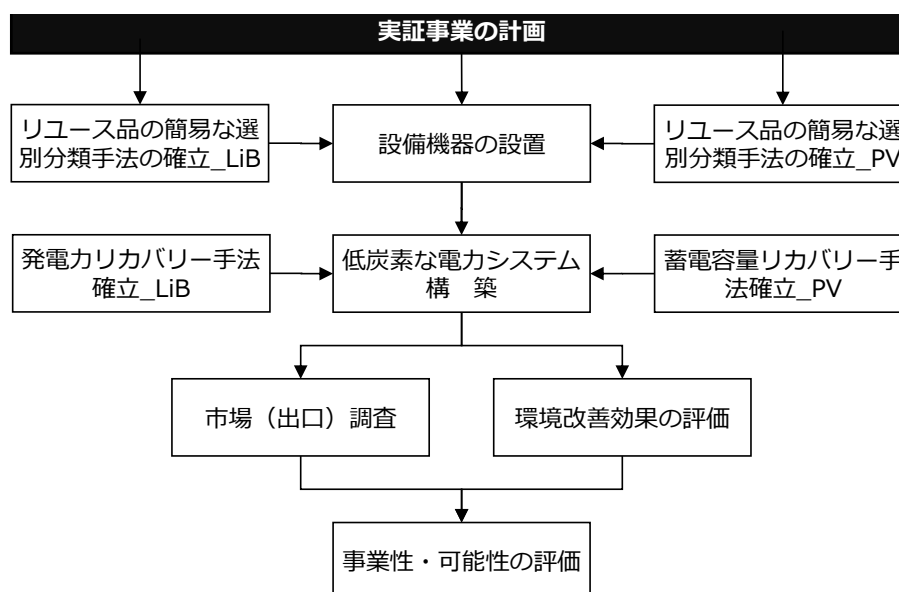 実証事業の計画
リユース品の簡易な選
別分類手法の確立_LiB
設備機器の設置
リユース品の簡易な選
別分類手法の確立_PV
発電力リカバリー手法
確立_LiB
低炭素な電力システム
構　築
蓄電容量リカバリー手
法確立_PV
市場（出口）調査
環境改善効果の評価
事業性・可能性の評価